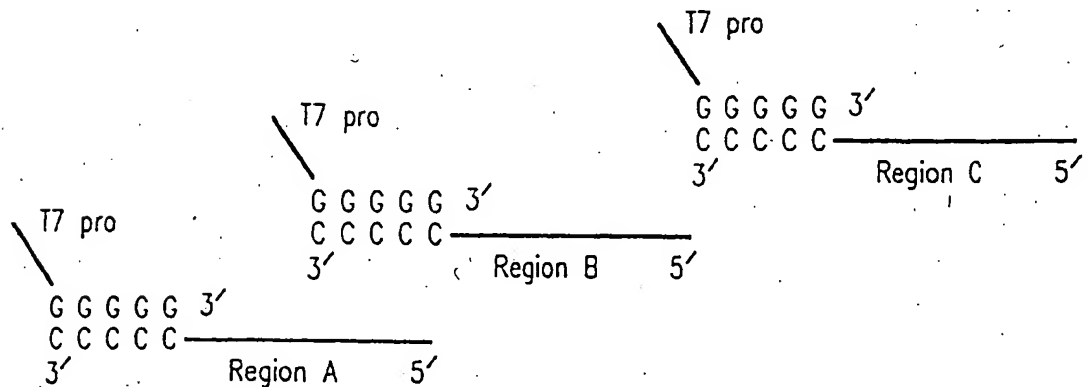 T7 pro
G G G G G 3′
C C C C C
3′ Region C 5′
T7 pro
G G G G G 3′
C C C C C
3′ Region B 5′
T7 pro
G G G G G 3′
C C C C C
3′ Region A 5′